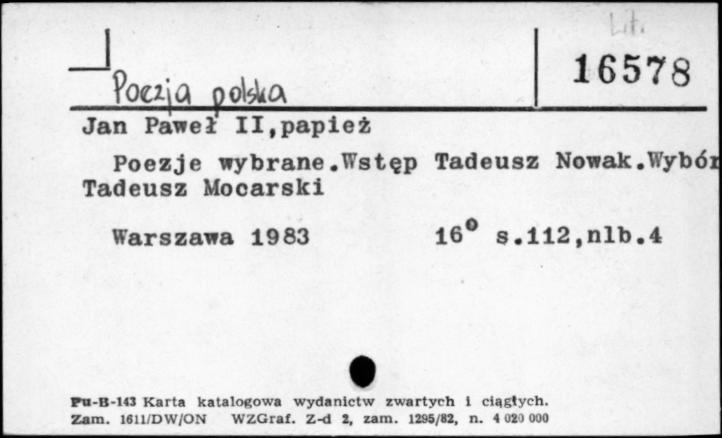 Lit.
16578
Poezja polska
Jan Paweł II,papież
Poezje wybrane.Wstęp Tadeusz Nowak.Wybór
Tadeusz Mocarski
Warszawa 1983 16° s.112,nlb.4
Pu-B-143 Karta katalogowa wydawnictw zwartych i ciągłych.
Zam. 1611/DW/ON WZGraf. Z-d 2, zam. 1295/82, n. 4 020 000